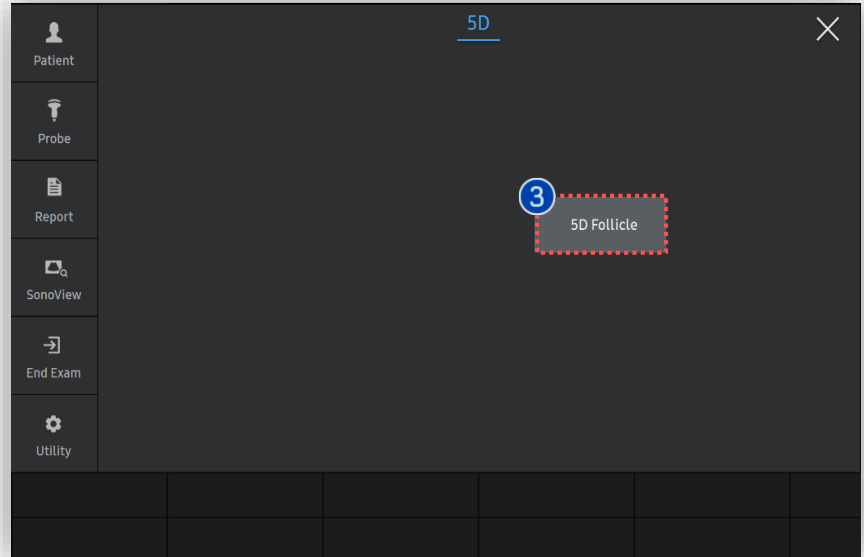 5D
Patient
Probe
Report
SonoView
End Exam
Utility
3
5D Follicle